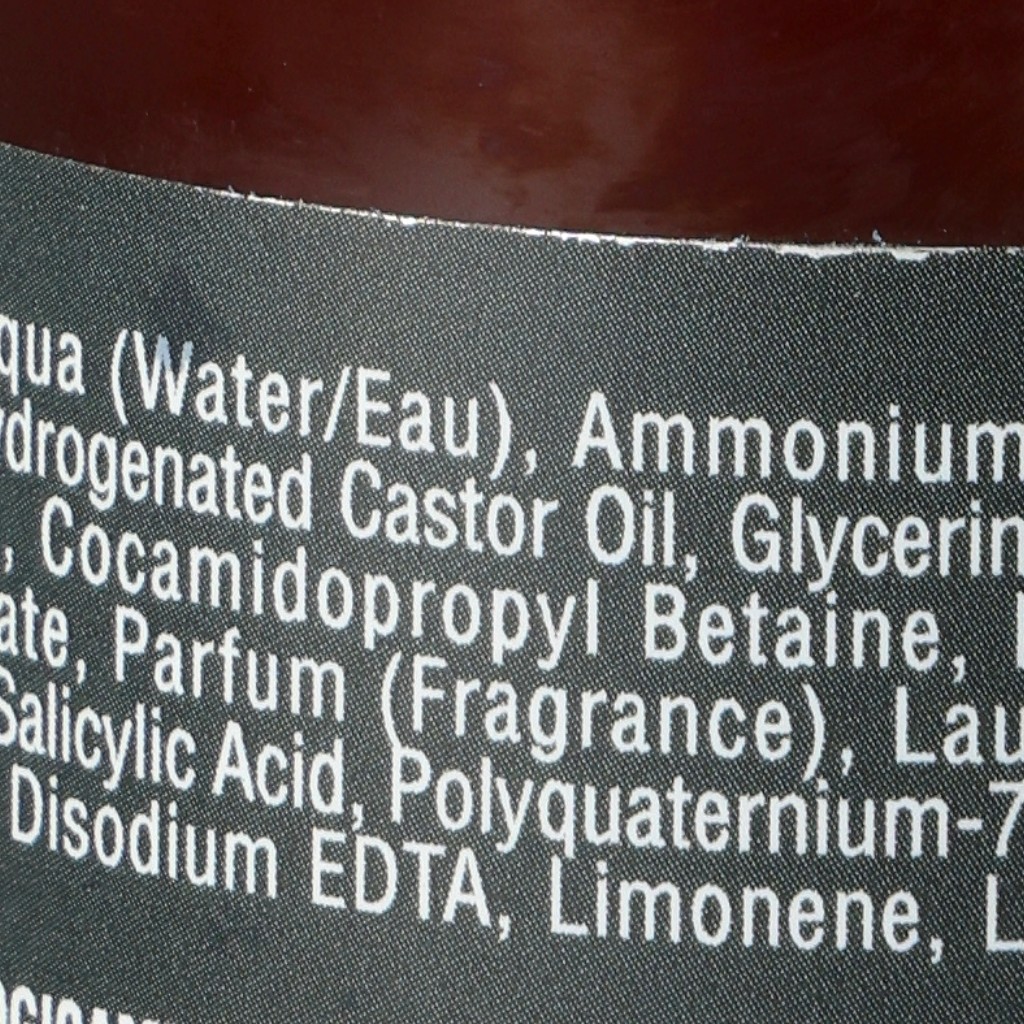 qua (Water/Eau), Ammonium
ydrogenated Castor Oil, Glycerin
, Cocamidopropyl Betaine,
ate, Parfum (Fragrance), Lau
Salicylic Acid, Polyquaternium-7
Disodium EDTA, Limonene, L